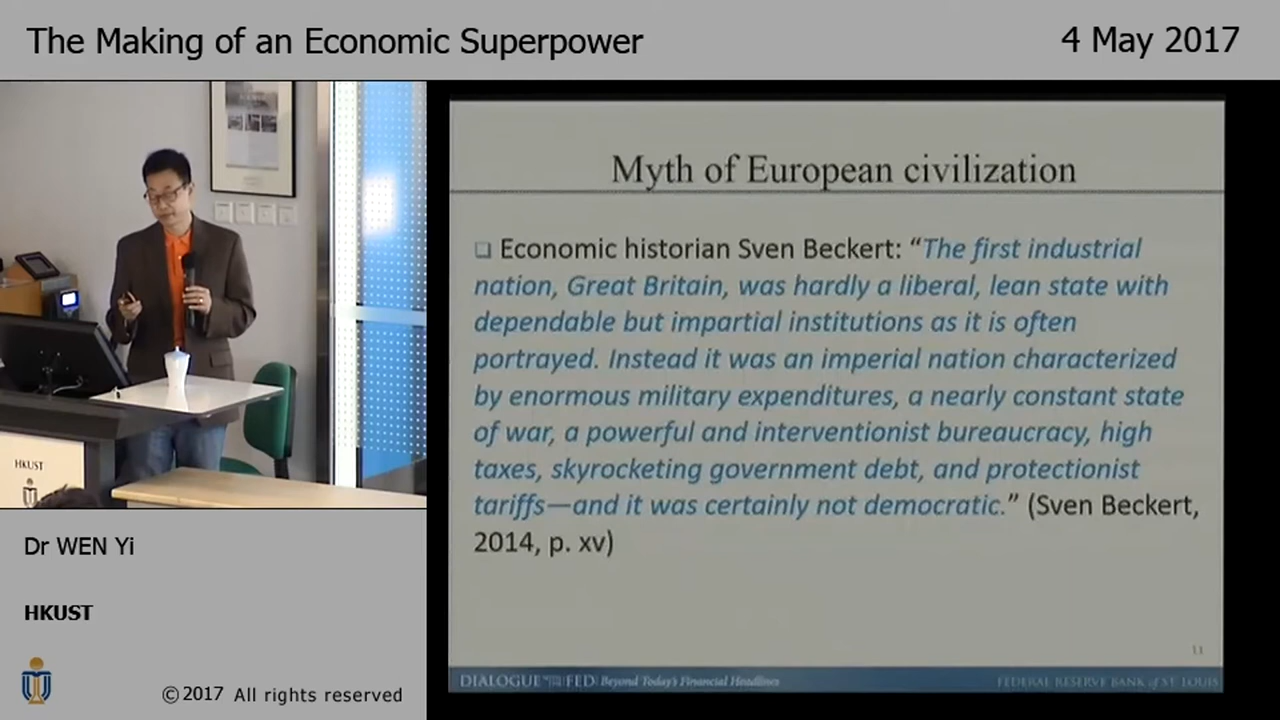 The Making of an Economic Superpower
4 May 2017
Myth of European civilization
Economic historian Sven Beckert: “The first industrial
nation, Great Britain, was hardly a liberal, lean state with
dependable but impartial institutions as it is often
portrayed. Instead it was an imperial nation characterized
by enormous military expenditures, a nearly constant state
of war, a powerful and interventionist bureaucracy, high
taxes, skyrocketing government debt, and protectionist
tariffs—and it was certainly not democratic.” (Sven Beckert,
2014, p. xv)
11
DIALOGUE WITH THE FED: Beyond Today's Financial Headlines
FEDERAL RESERVE BANK of ST. LOUIS
HKUST
Dr WEN Yi
HKUST
©2017 All rights reserved